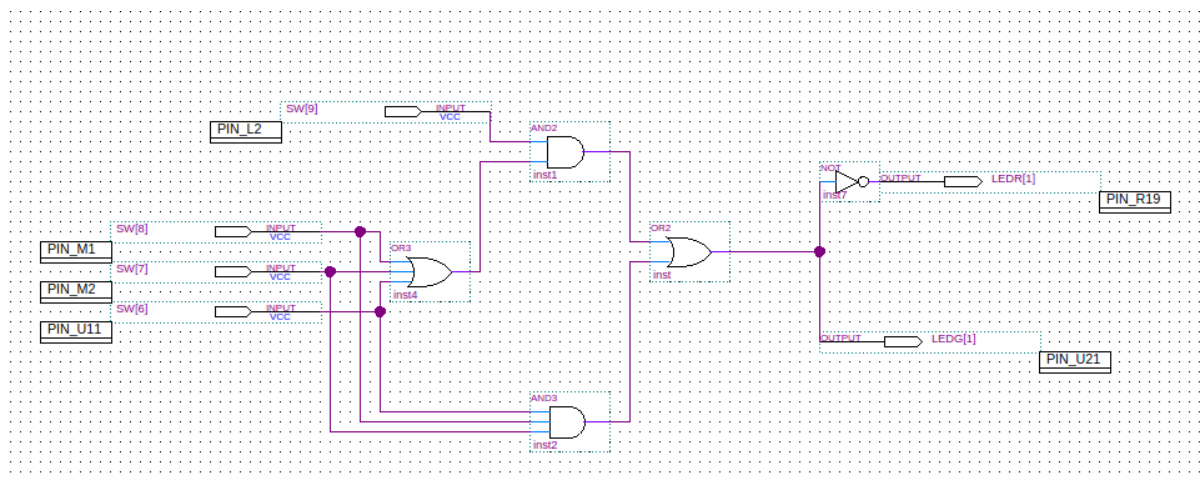 SW[9]
INPUT
VCC
PIN_L2
AND2
inst1
NOT
inst7
OUTPUT
LEDR[1]
PIN_R19
SW[8]
INPUT
VCC
PIN_M1
SW[7]
INPUT
VCC
PIN_M2
SW[6]
INPUT
VCC
PIN_U11
OR3
inst4
OR2
inst
OUTPUT
LEDG[1]
PIN_U21
AND3
inst2